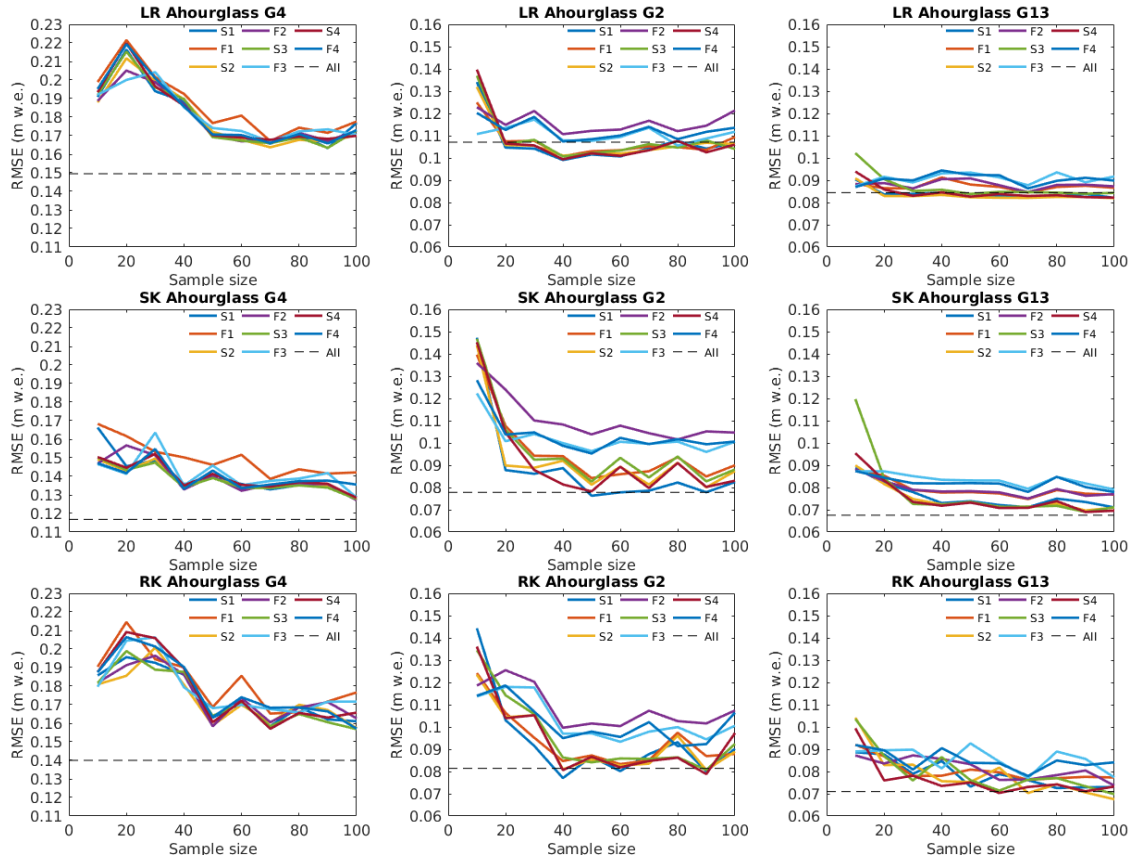 LR Ahourglass G4
RMSE (m w.e.)
0.23
0.22
0.21
0.2
0.19
0.18
0.17
0.16
0.15
0.14
0.13
0.12
0.11
S1 F2 S4
F1 S3 F4
S2 F3 All
0 20 40 60 80 100
Sample size
LR Ahourglass G2
RMSE (m w.e.)
0.16
0.15
0.14
0.13
0.12
0.11
0.1
0.09
0.08
0.07
0.06
S1 F2 S4
F1 S3 F4
S2 F3 All
0 20 40 60 80 100
Sample size
LR Ahourglass G13
RMSE (m w.e.)
0.16
0.15
0.14
0.13
0.12
0.11
0.1
0.09
0.08
0.07
0.06
S1 F2 S4
F1 S3 F4
S2 F3 All
0 20 40 60 80 100
Sample size
SK Ahourglass G4
RMSE (m w.e.)
0.23
0.22
0.21
0.2
0.19
0.18
0.17
0.16
0.15
0.14
0.13
0.12
0.11
S1 F2 S4
F1 S3 F4
S2 F3 All
0 20 40 60 80 100
Sample size
SK Ahourglass G2
RMSE (m w.e.)
0.16
0.15
0.14
0.13
0.12
0.11
0.1
0.09
0.08
0.07
0.06
S1 F2 S4
F1 S3 F4
S2 F3 All
0 20 40 60 80 100
Sample size
SK Ahourglass G13
RMSE (m w.e.)
0.16
0.15
0.14
0.13
0.12
0.11
0.1
0.09
0.08
0.07
0.06
S1 F2 S4
F1 S3 F4
S2 F3 All
0 20 40 60 80 100
Sample size
RK Ahourglass G4
RMSE (m w.e.)
0.23
0.22
0.21
0.2
0.19
0.18
0.17
0.16
0.15
0.14
0.13
0.12
0.11
S1 F2 S4
F1 S3 F4
S2 F3 All
0 20 40 60 80 100
Sample size
RK Ahourglass G2
RMSE (m w.e.)
0.16
0.15
0.14
0.13
0.12
0.11
0.1
0.09
0.08
0.07
0.06
S1 F2 S4
F1 S3 F4
S2 F3 All
0 20 40 60 80 100
Sample size
RK Ahourglass G13
RMSE (m w.e.)
0.16
0.15
0.14
0.13
0.12
0.11
0.1
0.09
0.08
0.07
0.06
S1 F2 S4
F1 S3 F4
S2 F3 All
0 20 40 60 80 100
Sample size